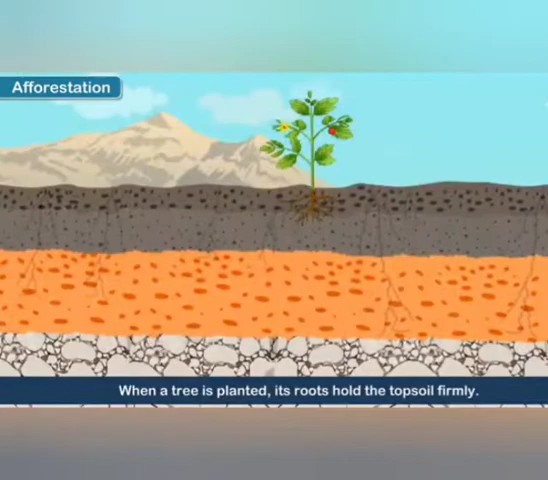 Afforestation
When a tree is planted, its roots hold the topsoil firmly.